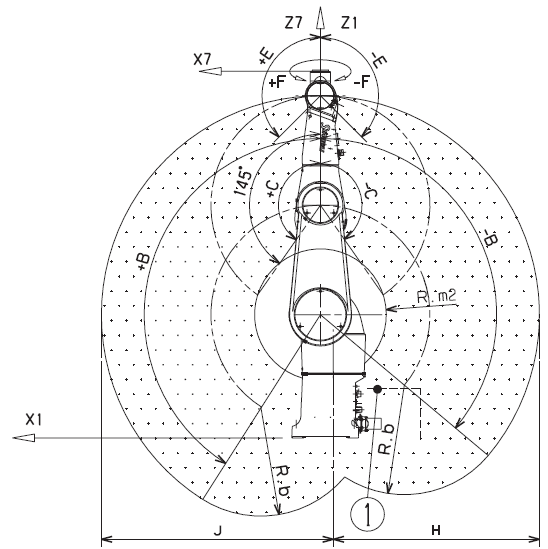 Z7 Z1
+E -E
X7
+F -F
145°
+C -C
+B -B
R.m2
X1
R.b R.b
1
J H